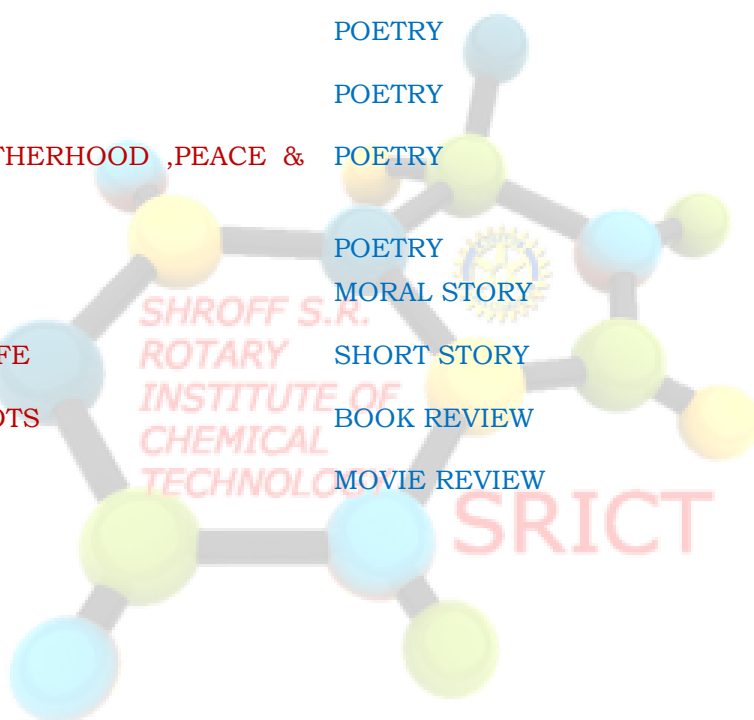 POETRY
POETRY
THERHOOD ,PEACE & POETRY
POETRY
MORAL STORY
SHROFF S.R.
FE ROTARY SHORT STORY
INSTITUTE OF
OTS BOOK REVIEW
CHEMICAL
TECHNOLOGY MOVIE REVIEW
SRICT